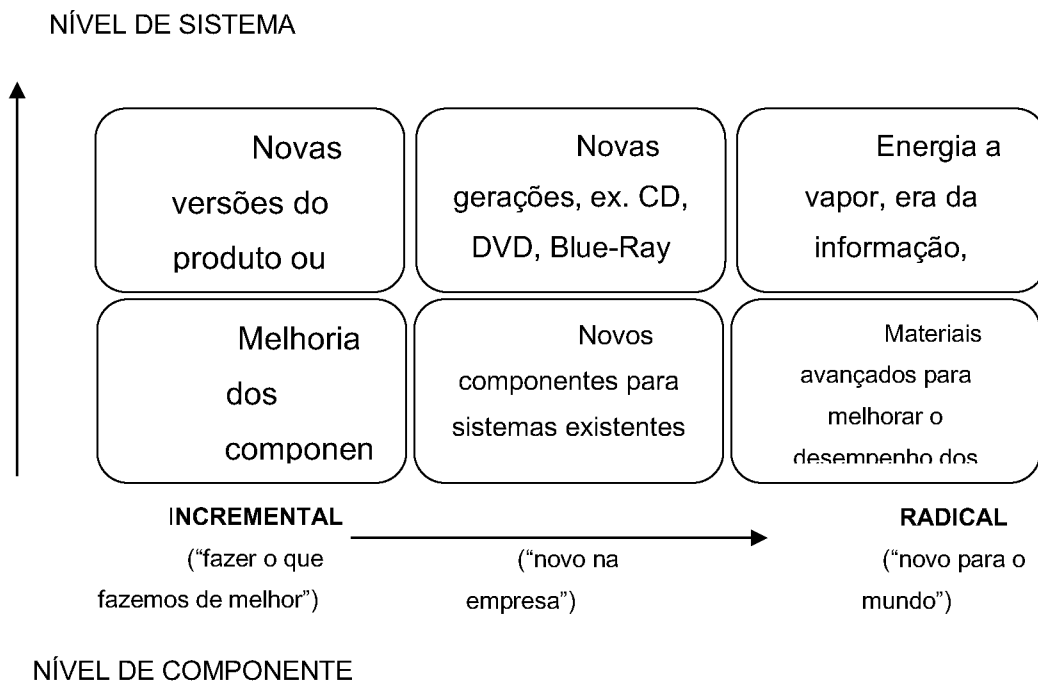 NÍVEL DE SISTEMA
Novas
versões do
produto ou
Novas
gerações, ex. CD,
DVD, Blue-Ray
Energia a
vapor, era da
informação,
Melhoria
dos
componen
Novos
componentes para
sistemas existentes
Materiais
avançados para
melhorar o
desempenho dos
INCREMENTAL
(“fazer o que
fazemos de melhor”)
(“novo na
empresa”)
RADICAL
(“novo para o
mundo”)
NÍVEL DE COMPONENTE